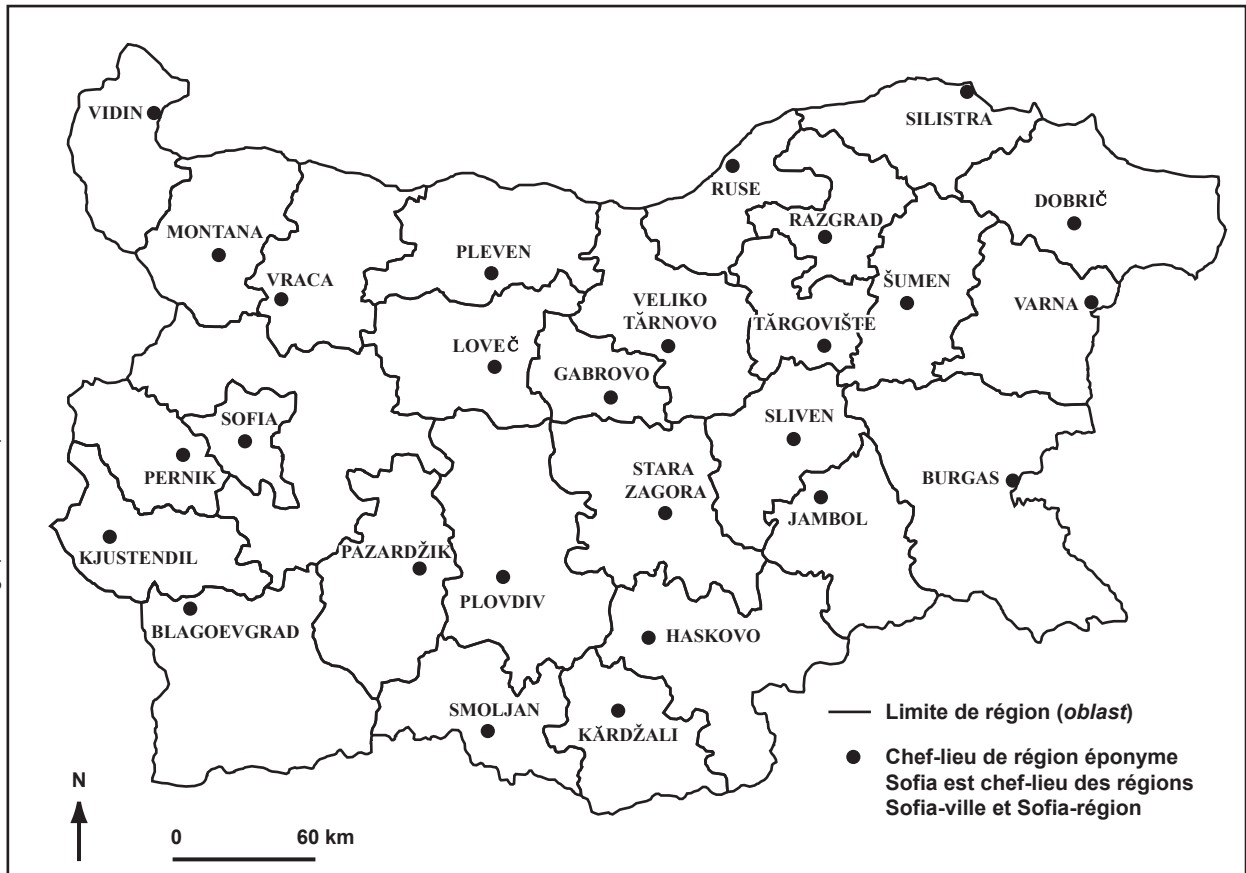 VIDIN
SILISTRA
RUSE
DOBRIČ
RAZGRAD
MONTANA
PLEVEN
VRACA
ŠUMEN
VELIKO
TĂRNOVO
VARNA
TĂRGOVIŠTE
LOVEČ
GABROVO
SOFIA
SLIVEN
PERNIK
STARA
ZAGORA
BURGAS
JAMBOL
KJUSTENDIL
PAZARDŽIK
PLOVDIV
BLAGOEVGRAD
HASKOVO
SMOLJAN
KĂRDŽALI
Limite de région (oblast)
Chef-lieu de région éponyme
Sofia est chef-lieu des régions
Sofia-ville et Sofia-région
N
0 60 km